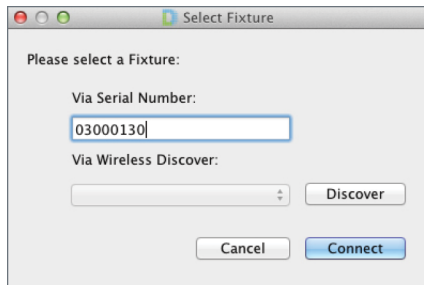 Select Fixture
Please select a Fixture:
Via Serial Number:
03000130
Via Wireless Discover:
Discover
Cancel Connect